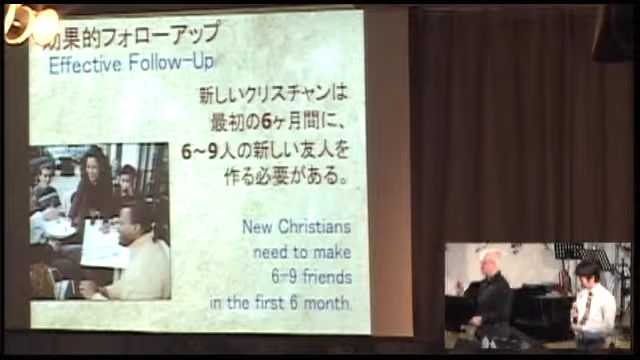 効果的フォローアップ
Effective Follow-Up
新しいクリスチャンは
最初の6ヶ月間に、
6~9人の新しい友人を
作る必要がある。
New Christians
need to make
6-9 friends
in the first 6 month